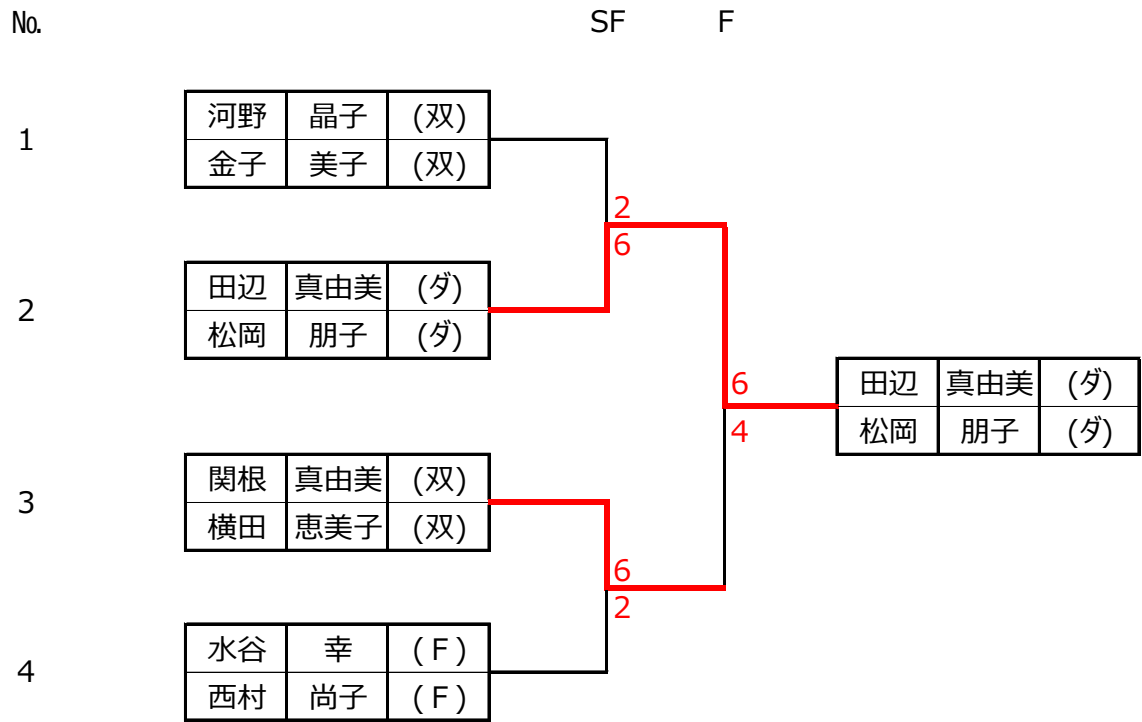 № SF F
1 河野 晶子 (双)
金子 美子 (双)
2
6
2 田辺 真由美 (ダ)
松岡 朋子 (ダ)
6 田辺 真由美 (ダ)
4 松岡 朋子 (ダ)
3 関根 真由美 (双)
横田 恵美子 (双)
6
2
4 水谷 幸 (Ｆ)
西村 尚子 (Ｆ)